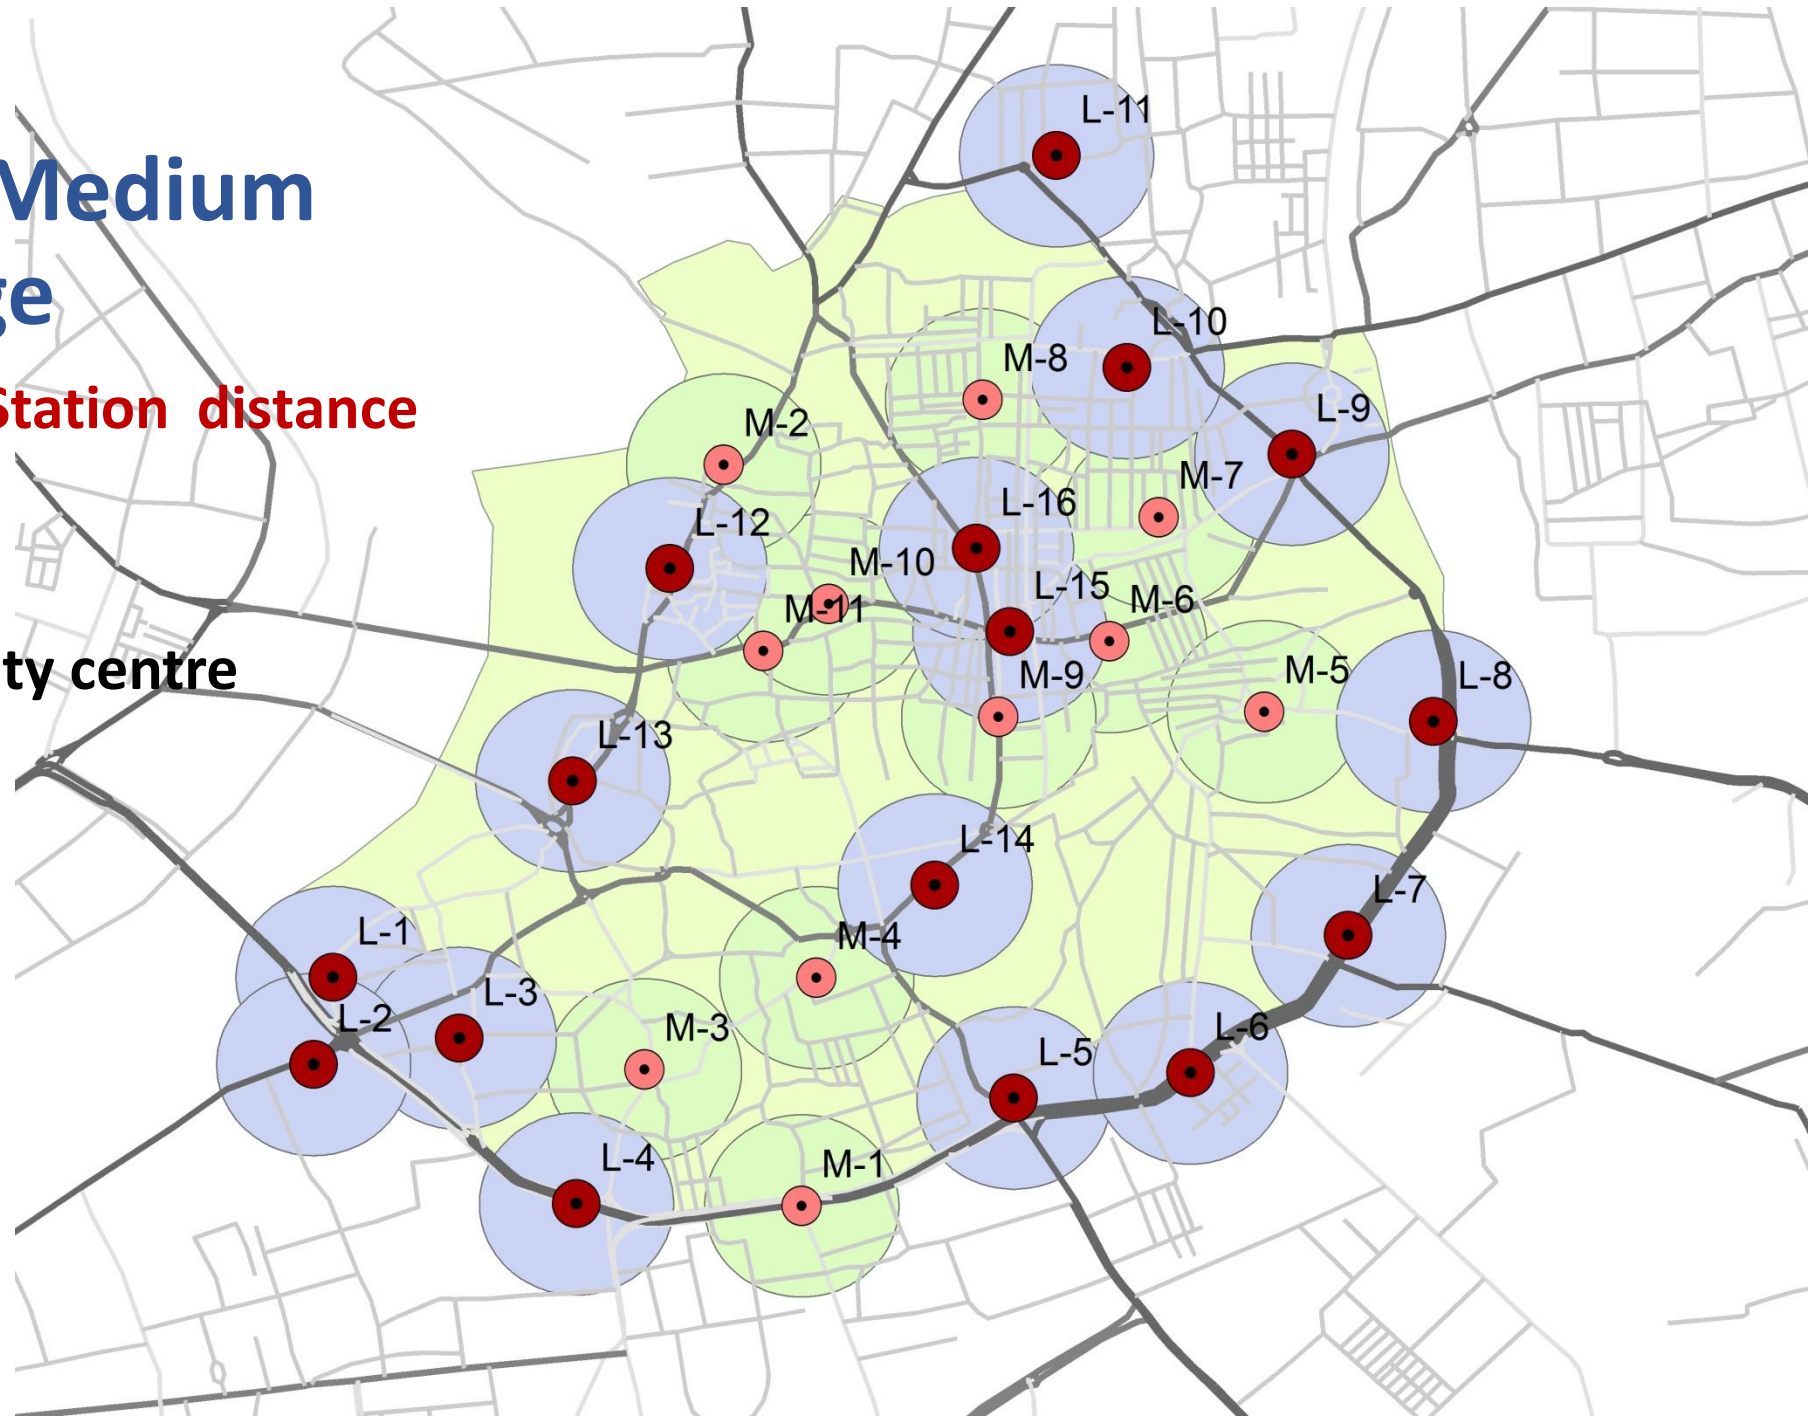 Medium
ge
Station distance
ty centre
L-11
L-10
M-8
L-9
M-2
M-7
L-16
L-12
M-10
L-15
M-6
M-11
M-9
M-5
L-8
L-13
L-14
L-7
L-1
M-4
L-3
L-2
M-3
L-6
L-5
L-4
M-1